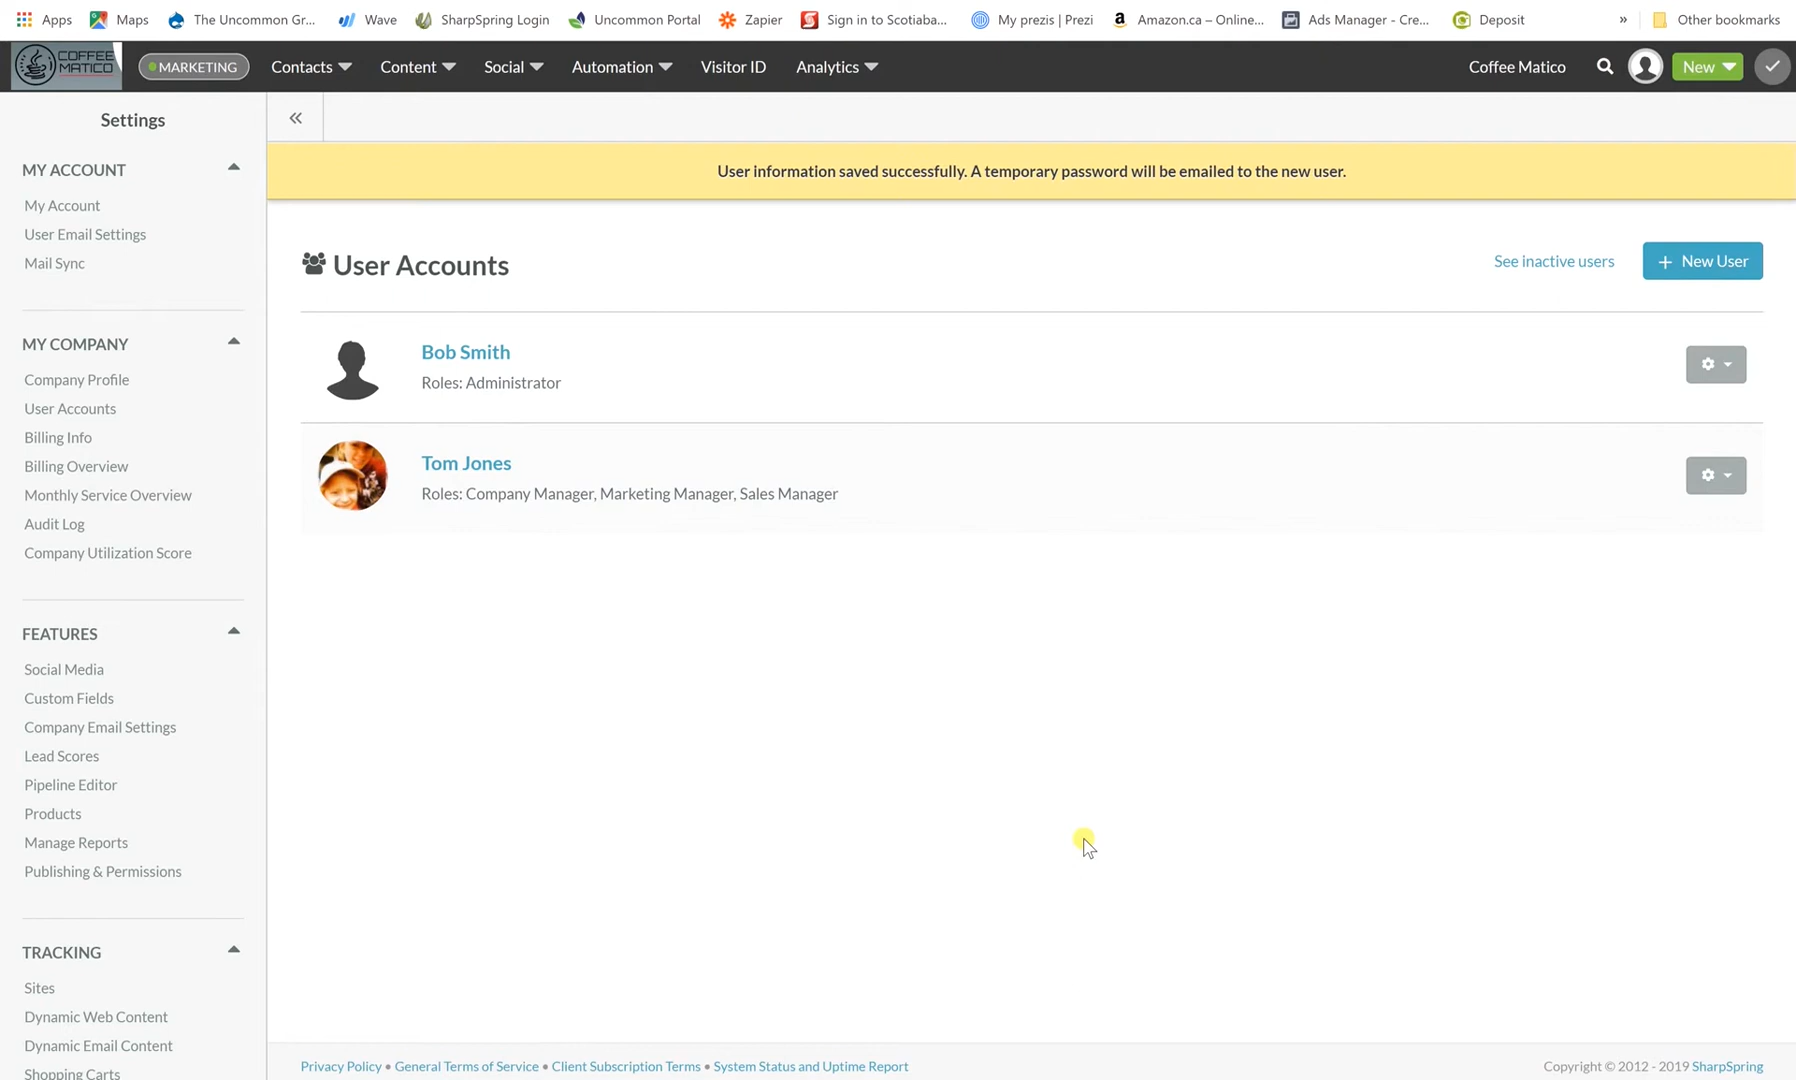 Apps Maps The Uncommon Gr... Wave SharpSpring Login Uncommon Portal Zapier Sign in to Scotiaba... My prezis | Prezi Amazon.ca – Online... Ads Manager - Cre... Deposit » Other bookmarks
COFFEE MATICO MARKETING Contacts Content Social Automation Visitor ID Analytics Coffee Matico New
Settings
«
MY ACCOUNT
My Account
User Email Settings
Mail Sync
MY COMPANY
Company Profile
User Accounts
Billing Info
Billing Overview
Monthly Service Overview
Audit Log
Company Utilization Score
FEATURES
Social Media
Custom Fields
Company Email Settings
Lead Scores
Pipeline Editor
Products
Manage Reports
Publishing & Permissions
TRACKING
Sites
Dynamic Web Content
Dynamic Email Content
Shopping Carts
User information saved successfully. A temporary password will be emailed to the new user.
User Accounts
See inactive users + New User
Bob Smith
Roles: Administrator
Tom Jones
Roles: Company Manager, Marketing Manager, Sales Manager
Privacy Policy • General Terms of Service • Client Subscription Terms • System Status and Uptime Report
Copyright © 2012 - 2019 SharpSpring